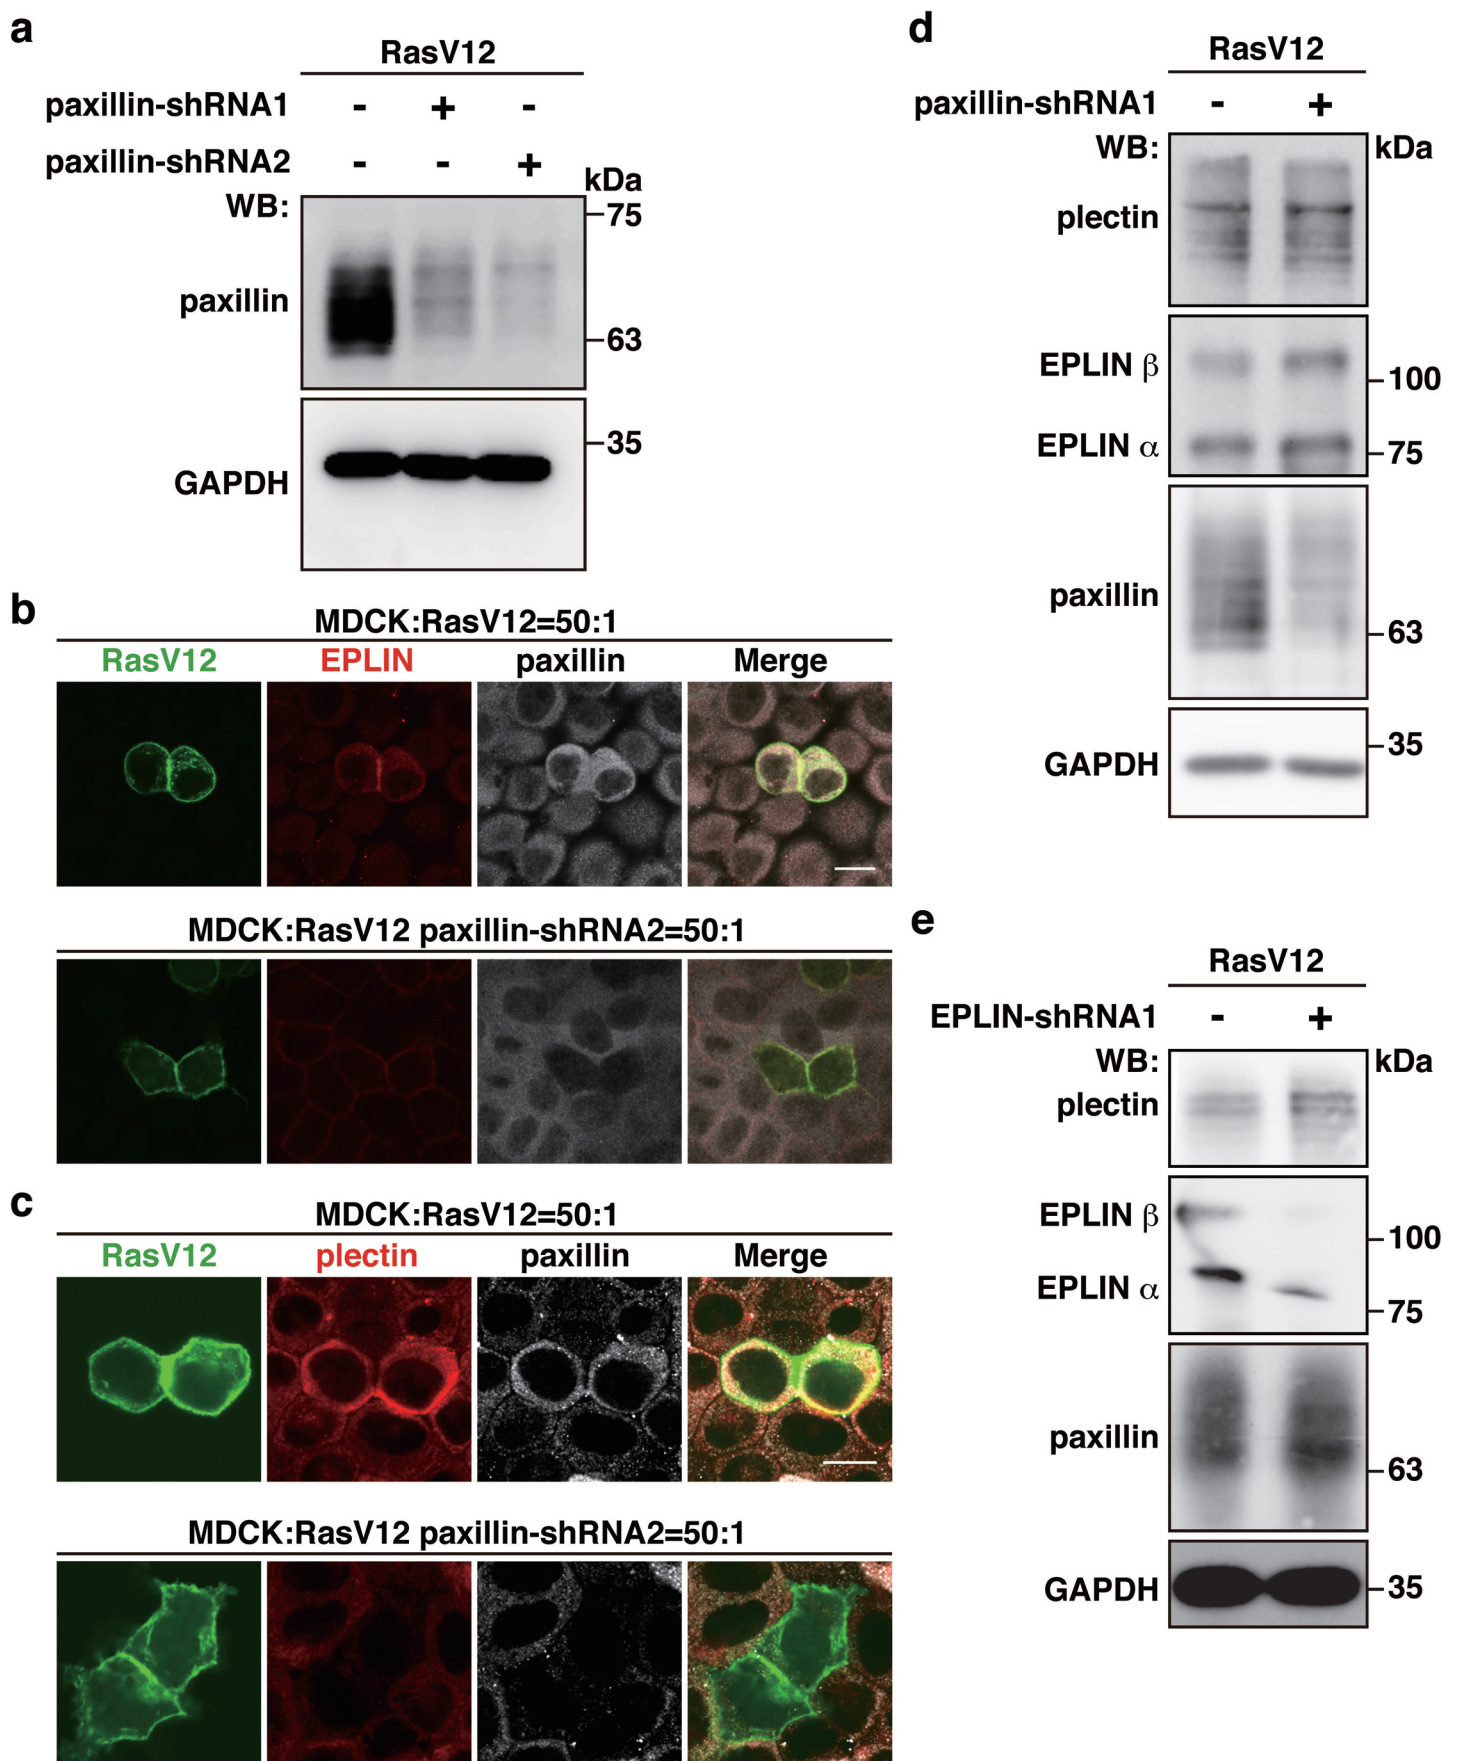 a
RasV12
paxillin-shRNA1 - + -
paxillin-shRNA2 - - +
kDa
WB:
75
paxillin
63
35
GAPDH
b
MDCK:RasV12=50:1
RasV12 EPLIN paxillin Merge
MDCK:RasV12 paxillin-shRNA2=50:1
c
MDCK:RasV12=50:1
RasV12 plectin paxillin Merge
MDCK:RasV12 paxillin-shRNA2=50:1
d
RasV12
paxillin-shRNA1 - +
WB: kDa
plectin
EPLIN β
100
EPLIN α
75
paxillin
63
35
GAPDH
e
RasV12
EPLIN-shRNA1 - +
WB: kDa
plectin
EPLIN β
100
EPLIN α
75
paxillin
63
GAPDH 35